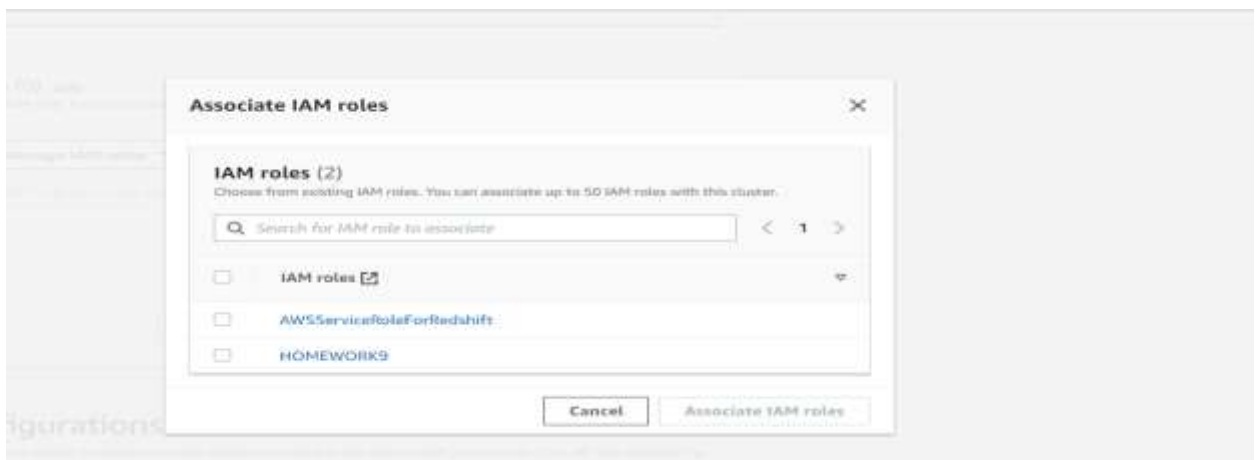 Associate IAM roles
IAM roles (2)
Choose from existing IAM roles. You can associate up to 50 IAM roles with this cluster.
Search for IAM role to associate
1
IAM roles
AWSServiceRoleForRedshift
HOMEWORK9
Cancel Associate IAM roles
igurations